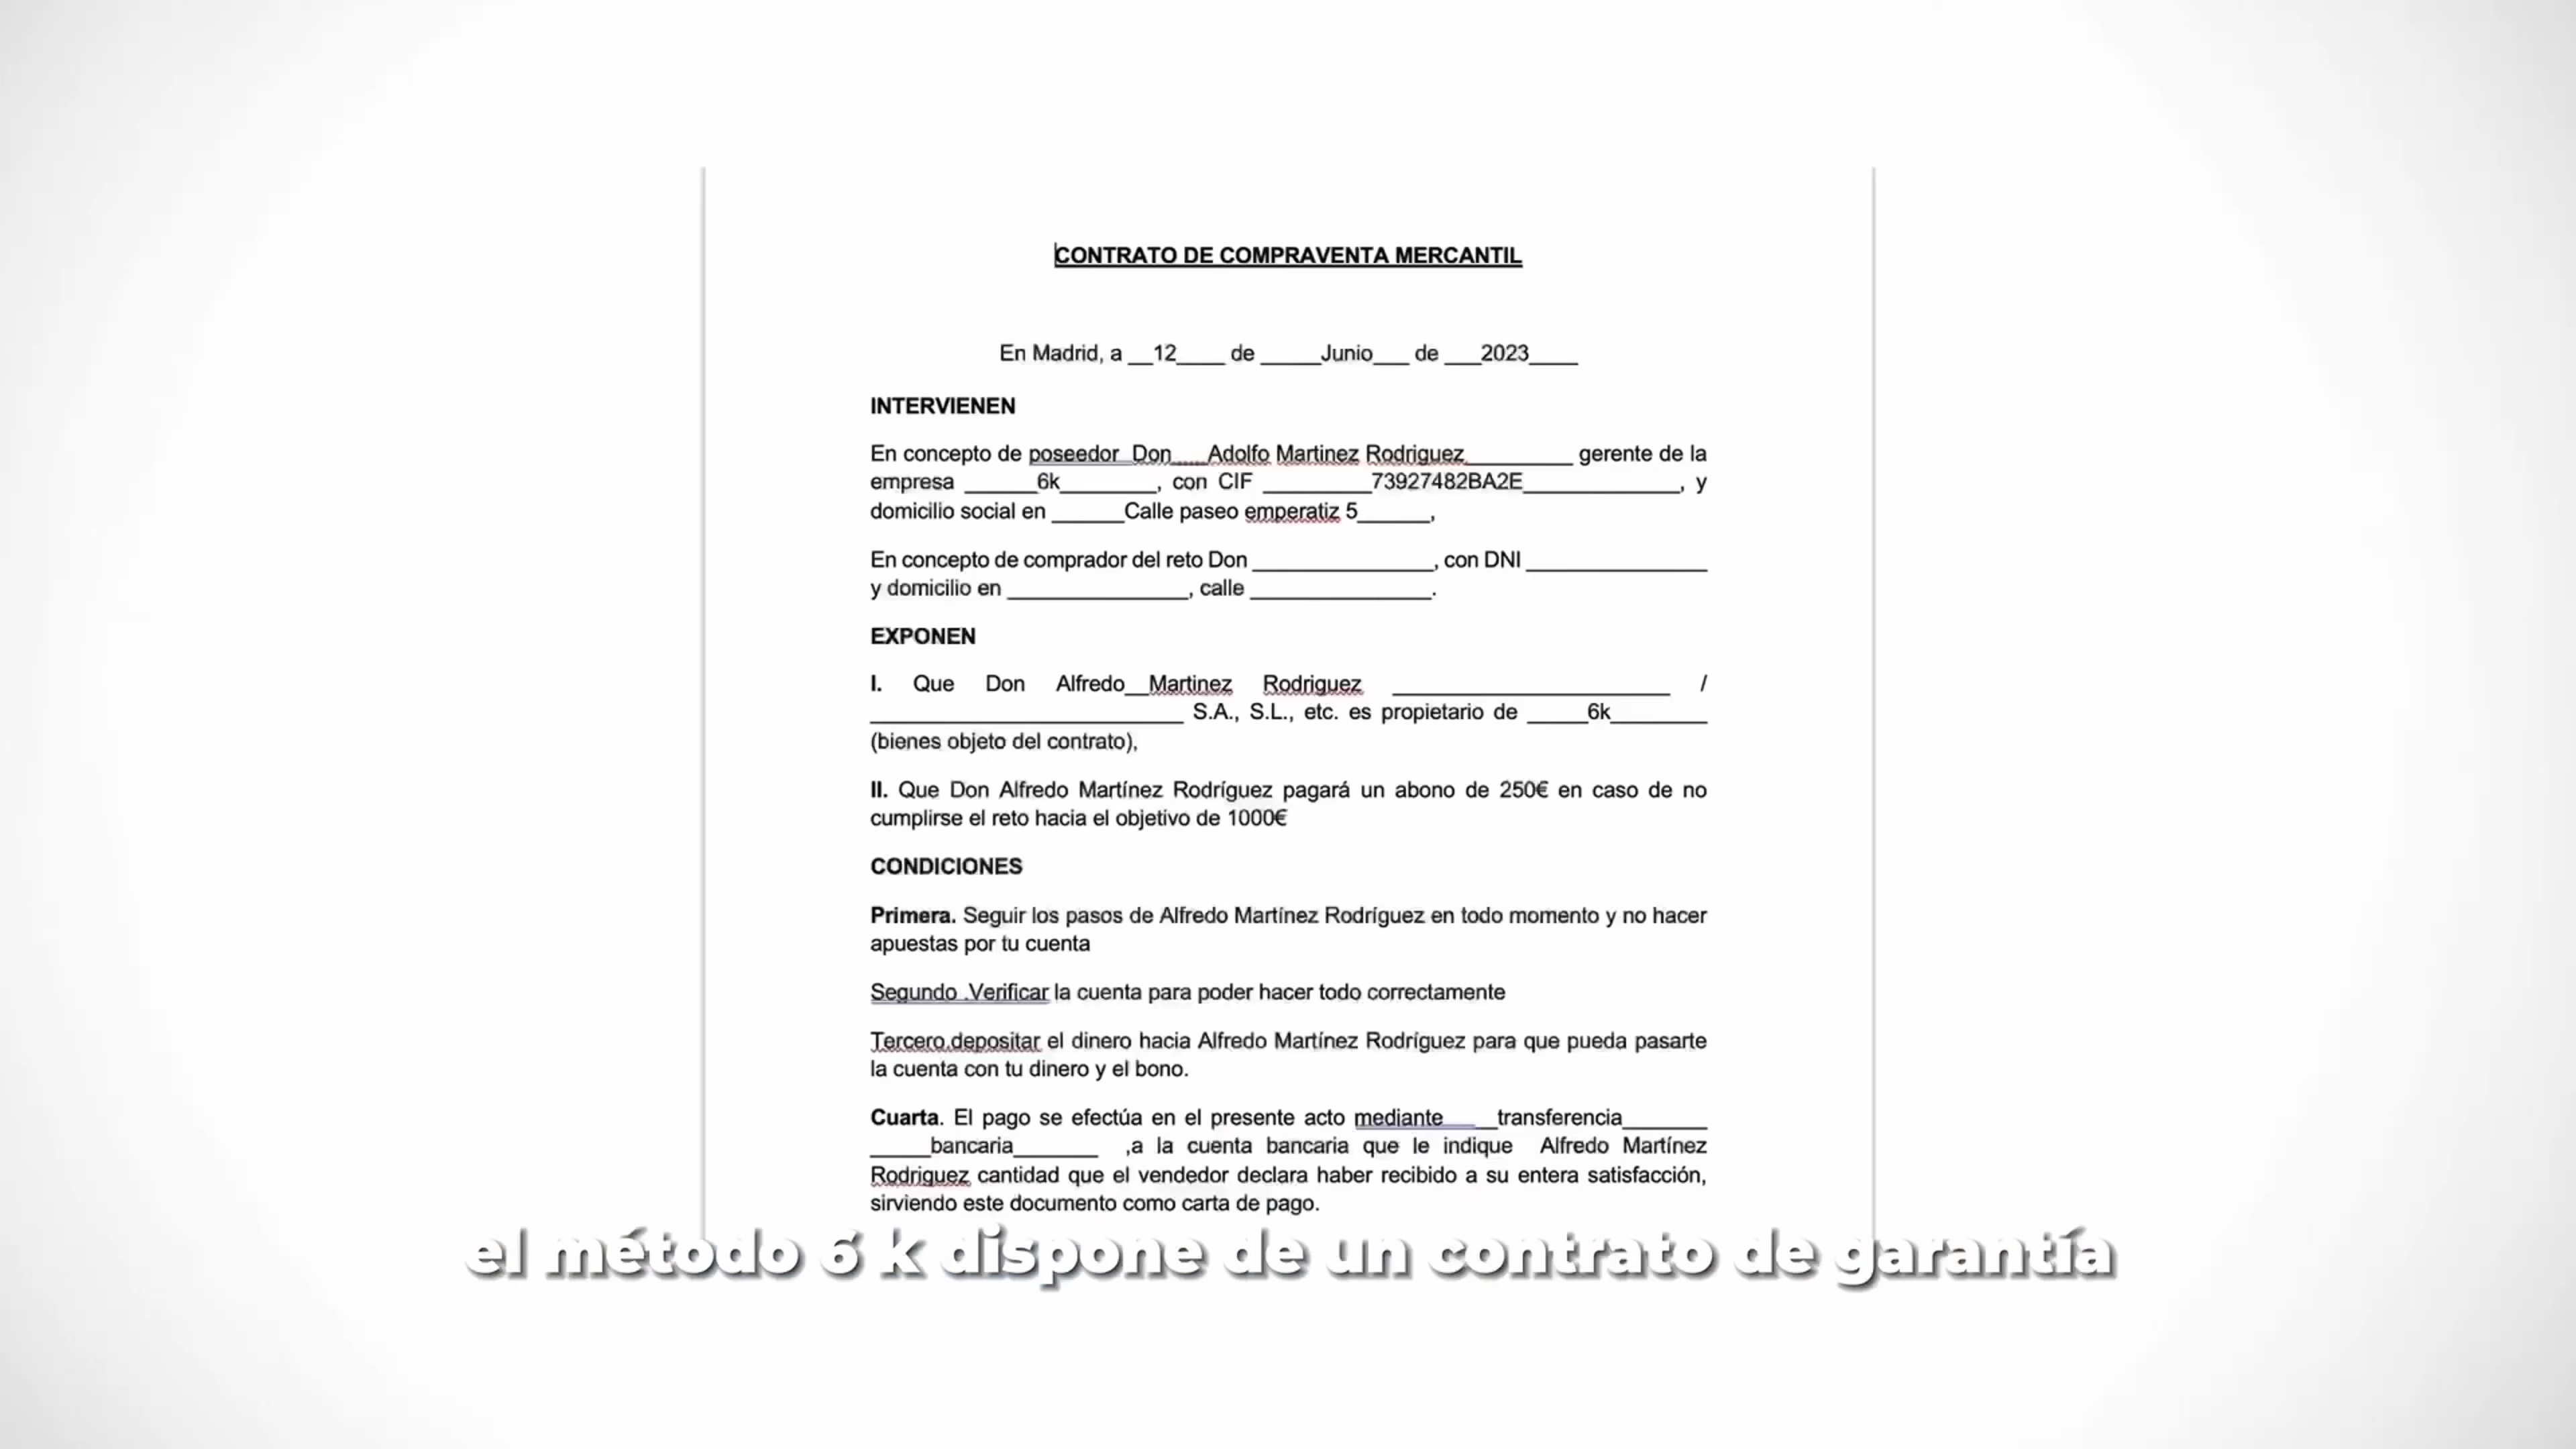 CONTRATO DE COMPRAVENTA MERCANTIL
En Madrid, a __12____ de _____Junio___ de ___2023____
INTERVIENEN
En concepto de poseedor Don___Adolfo Martinez Rodriguez_________ gerente de la
empresa ______6k________, con CIF _________73927482BA2E_____________, y
domicilio social en ______Calle paseo emperatiz 5______,
En concepto de comprador del reto Don _______________, con DNI _______________
y domicilio en _______________, calle _______________.
EXPONEN
I. Que Don Alfredo__Martinez Rodriguez _______________________ /
__________________________ S.A., S.L., etc. es propietario de _____6k________
(bienes objeto del contrato),
II. Que Don Alfredo Martínez Rodríguez pagará un abono de 250€ en caso de no
cumplirse el reto hacia el objetivo de 1000€
CONDICIONES
Primera. Seguir los pasos de Alfredo Martínez Rodríguez en todo momento y no hacer
apuestas por tu cuenta
Segundo .Verificar la cuenta para poder hacer todo correctamente
Tercero.depositar el dinero hacia Alfredo Martínez Rodríguez para que pueda pasarte
la cuenta con tu dinero y el bono.
Cuarta. El pago se efectúa en el presente acto mediante____transferencia_______
_____bancaria_______ ,a la cuenta bancaria que le indique Alfredo Martínez
Rodriguez cantidad que el vendedor declara haber recibido a su entera satisfacción,
sirviendo este documento como carta de pago.
el método 6 k dispone de un contrato de garantía